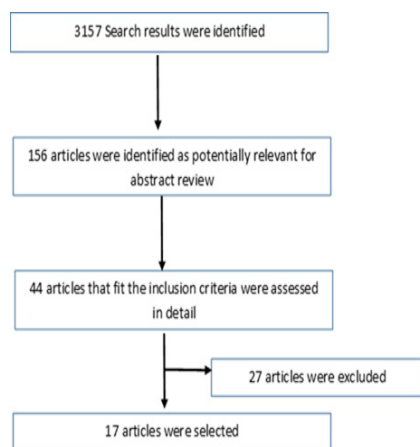 3157 Search results were identified
156 articles were identified as potentially relevant for
abstract review
44 articles that fit the inclusion criteria were assessed
in detail
27 articles were excluded
17 articles were selected